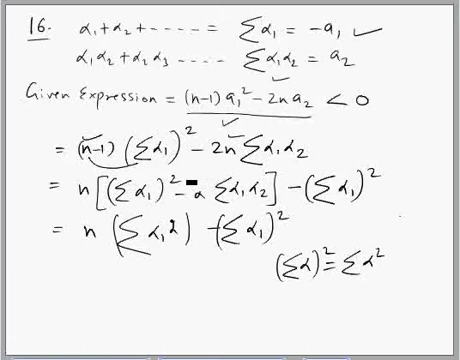 16. α₁+α₂+---- = Σα₁ = -a₁ ✓
α₁α₂+α₂α₃ ---- Σα₁α₂ = a₂
Given Expression = (n-1) a₁² - 2n a₂ < 0
= (n-1) (Σα₁)² - 2n Σα₁α₂
= n[(Σα₁)² - 2 Σα₁α₂] - (Σα₁)²
= n (Σα₁²) - (Σα₁)²
(Σα)² = Σα²